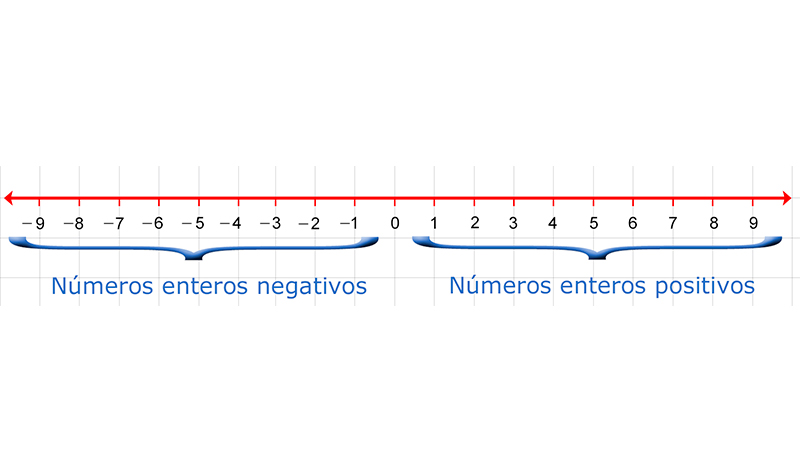 −9 −8 −7 −6 −5 −4 −3 −2 −1 0 1 2 3 4 5 6 7 8 9
Números enteros negativos Números enteros positivos